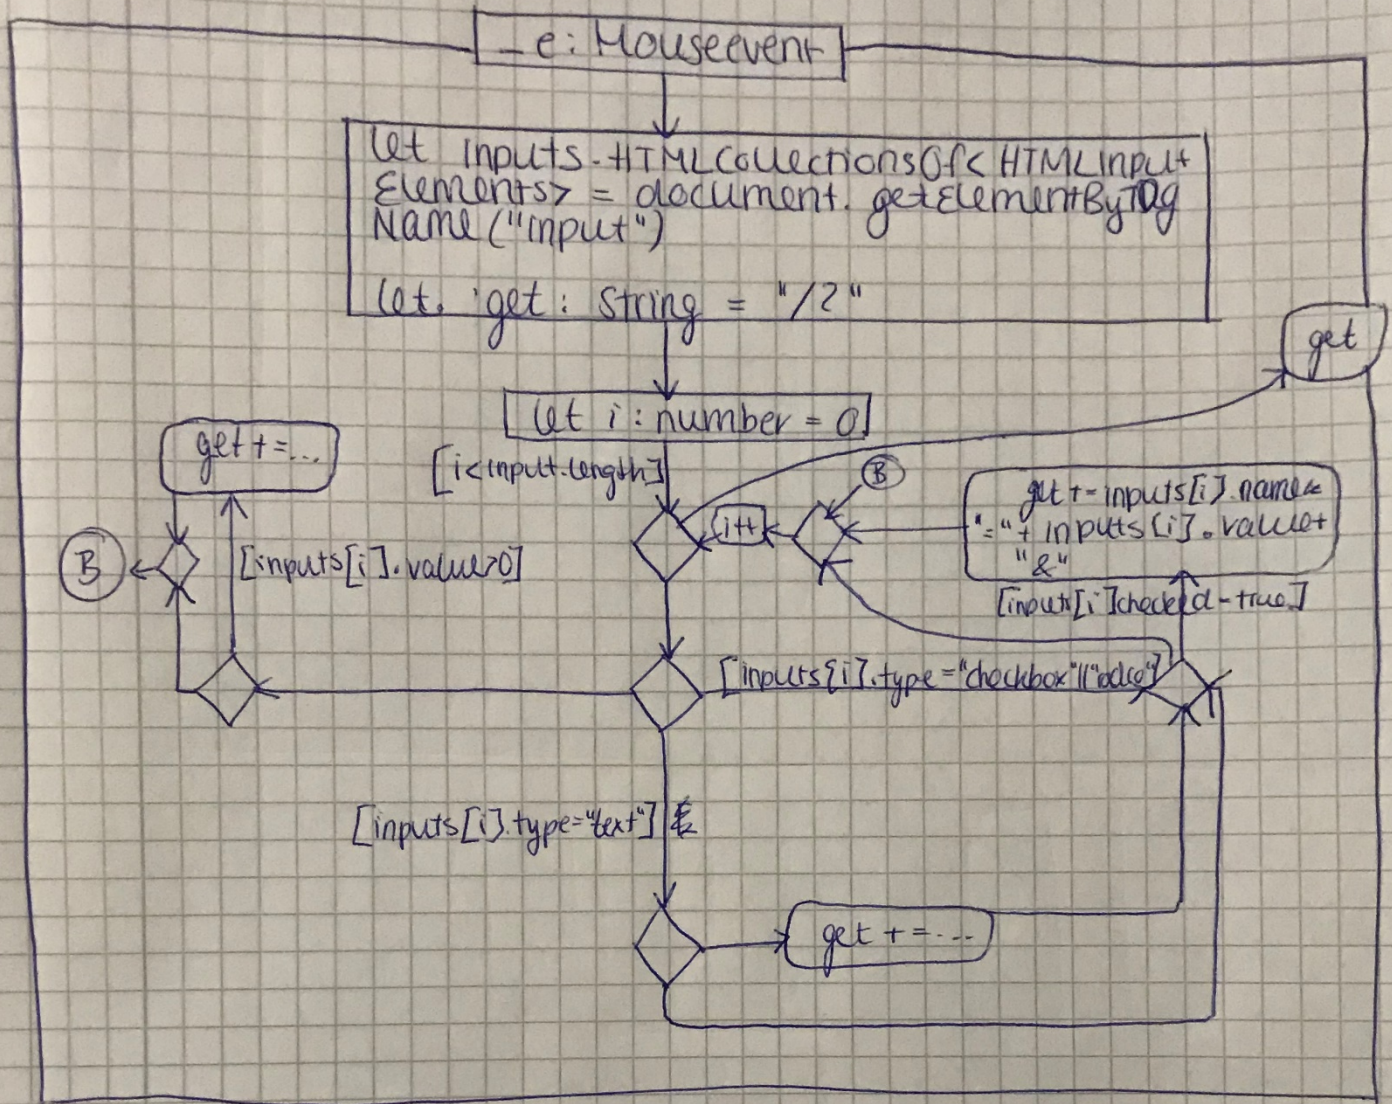 _e: Mouseevent
let inputs.HTMLCollectionsOf<HTMLInput
Elements> = document.getElementByTag
Name("input")
let get: String = "/?"
get
let i: number = 0
get +=...
[i<input.length]
B
get +=inputs[i].name+
"="+ inputs[i].value+
"&"
i++
B
[inputs[i].value>0]
[inputs[i]checked=true]
[inputs[i].type="checkbox"||"radio"]
[inputs[i].type="text"]
get +=...